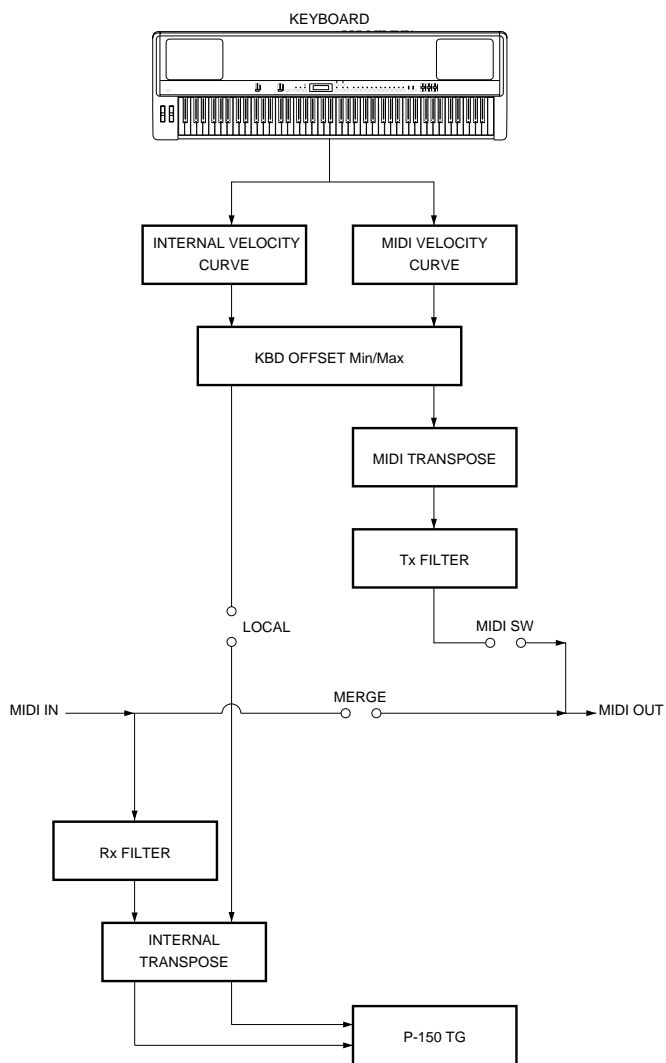 KEYBOARD
INTERNAL VELOCITY
CURVE
MIDI VELOCITY
CURVE
KBD OFFSET Min/Max
MIDI TRANSPOSE
Tx FILTER
LOCAL
MIDI SW
MIDI IN
MERGE
MIDI OUT
Rx FILTER
INTERNAL
TRANSPOSE
P-150 TG